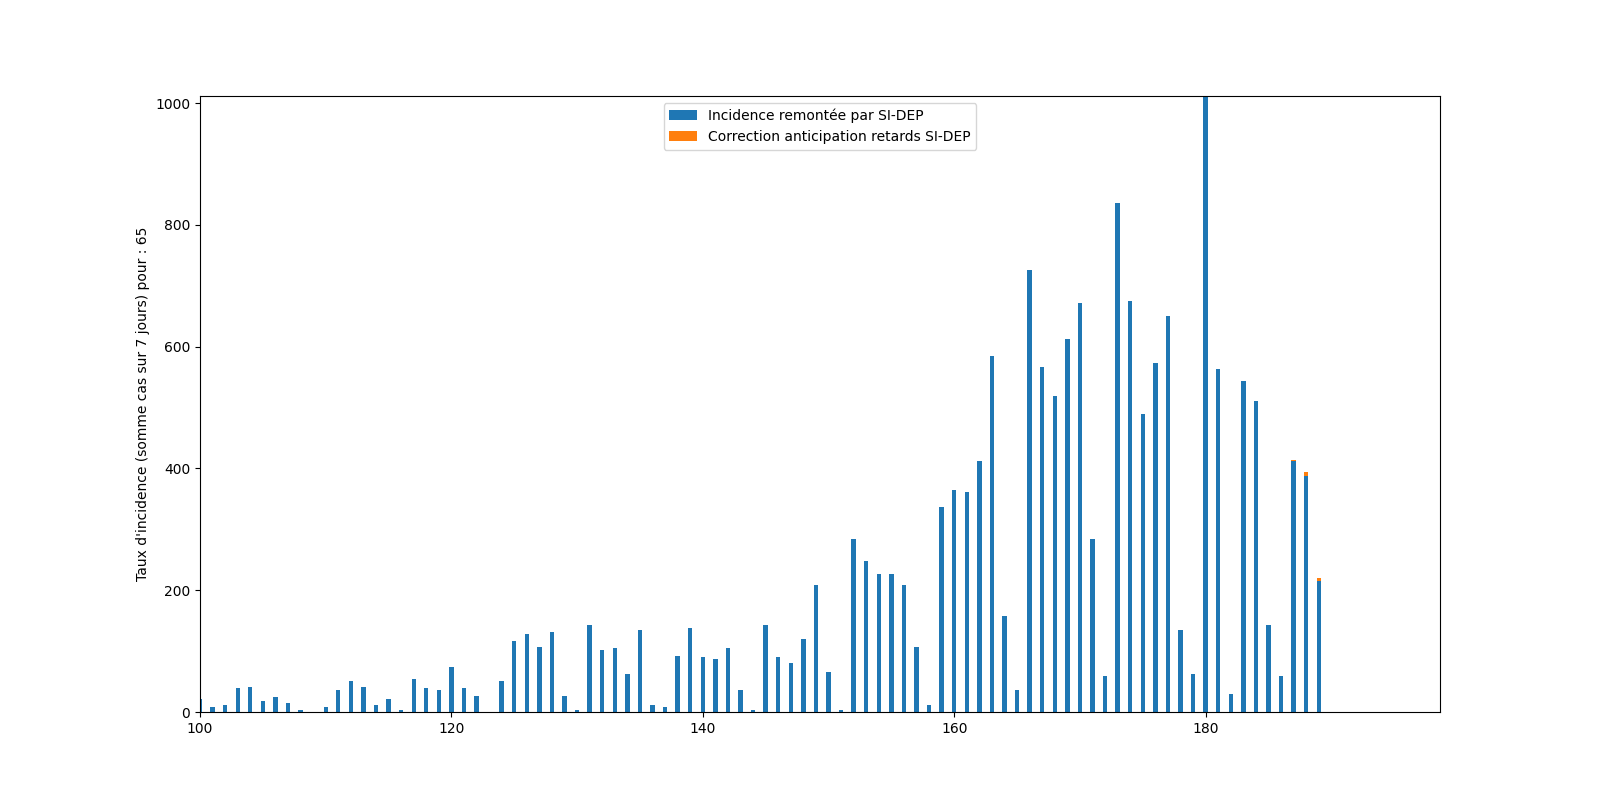 Incidence remontée par SI-DEP
Correction anticipation retards SI-DEP
Taux d'incidence (somme cas sur 7 jours) pour : 65
1000
800
600
400
200
0
100 120 140 160 180